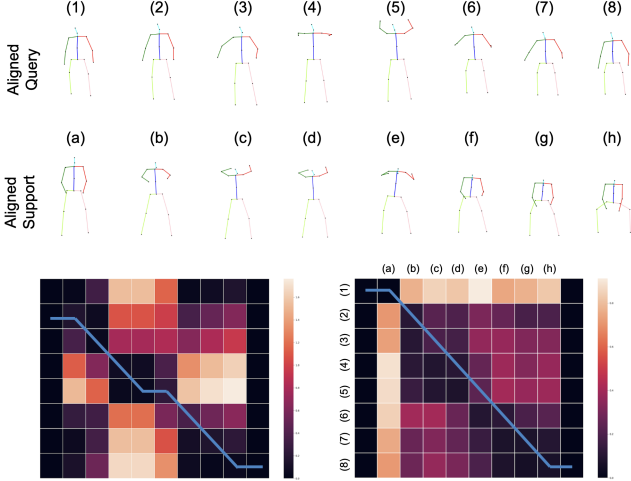 (1) (2) (3) (4) (5) (6) (7) (8)
Aligned
Query
(a) (b) (c) (d) (e) (f) (g) (h)
Aligned
Support
(a) (b) (c) (d) (e) (f) (g) (h)
(1)
(2)
(3)
(4)
(5)
(6)
(7)
(8)